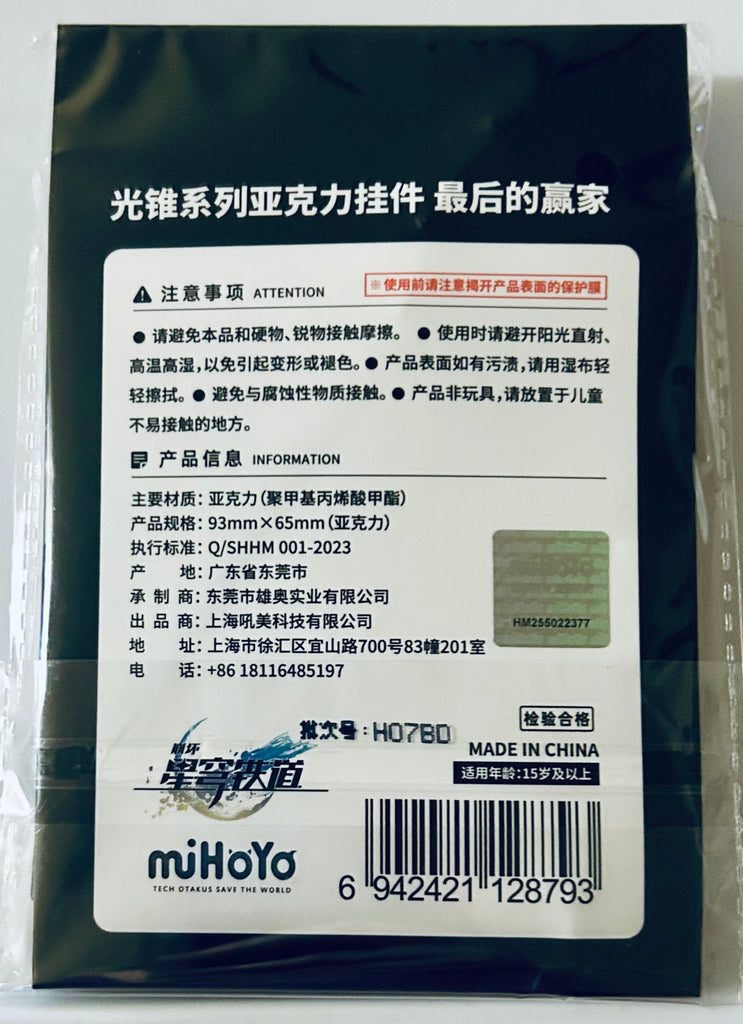 光锥系列亚克力挂件 最后的赢家
注意事项 ATTENTION
※使用前请注意揭开产品表面的保护膜
● 请避免本品和硬物、锐物接触摩擦。 ● 使用时请避开阳光直射、
高温高湿，以免引起变形或褪色。● 产品表面如有污渍，请用湿布轻
轻擦拭。● 避免与腐蚀性物质接触。● 产品非玩具，请放置于儿童
不易接触的地方。
产品信息 INFORMATION
主要材质：亚克力（聚甲基丙烯酸甲酯）
产品规格：93mm×65mm（亚克力）
执行标准：Q/SHHM 001-2023
产 地：广东省东莞市
承 制 商：东莞市雄奥实业有限公司
出 品 商：上海吼美科技有限公司
地 址：上海市徐汇区宜山路700号83幢201室
电 话：+86 18116485197
HM255022377
批次号：H07BD
检验合格
MADE IN CHINA
适用年龄：15岁及以上
崩坏
星穹铁道
miHoYo
TECH OTAKUS SAVE THE WORLD
6 942421 128793